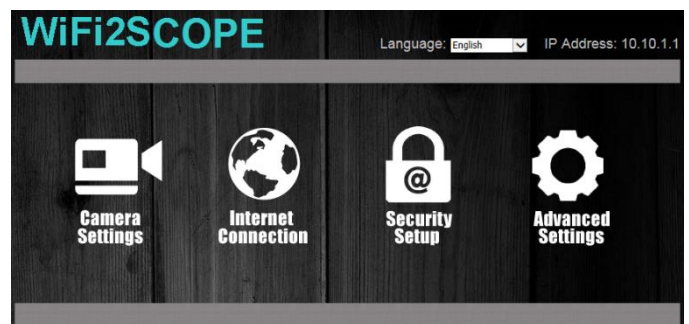 WiFi2SCOPE
Language: English
IP Address: 10.10.1.1
Camera
Settings
Internet
Connection
@
Security
Setup
Advanced
Settings